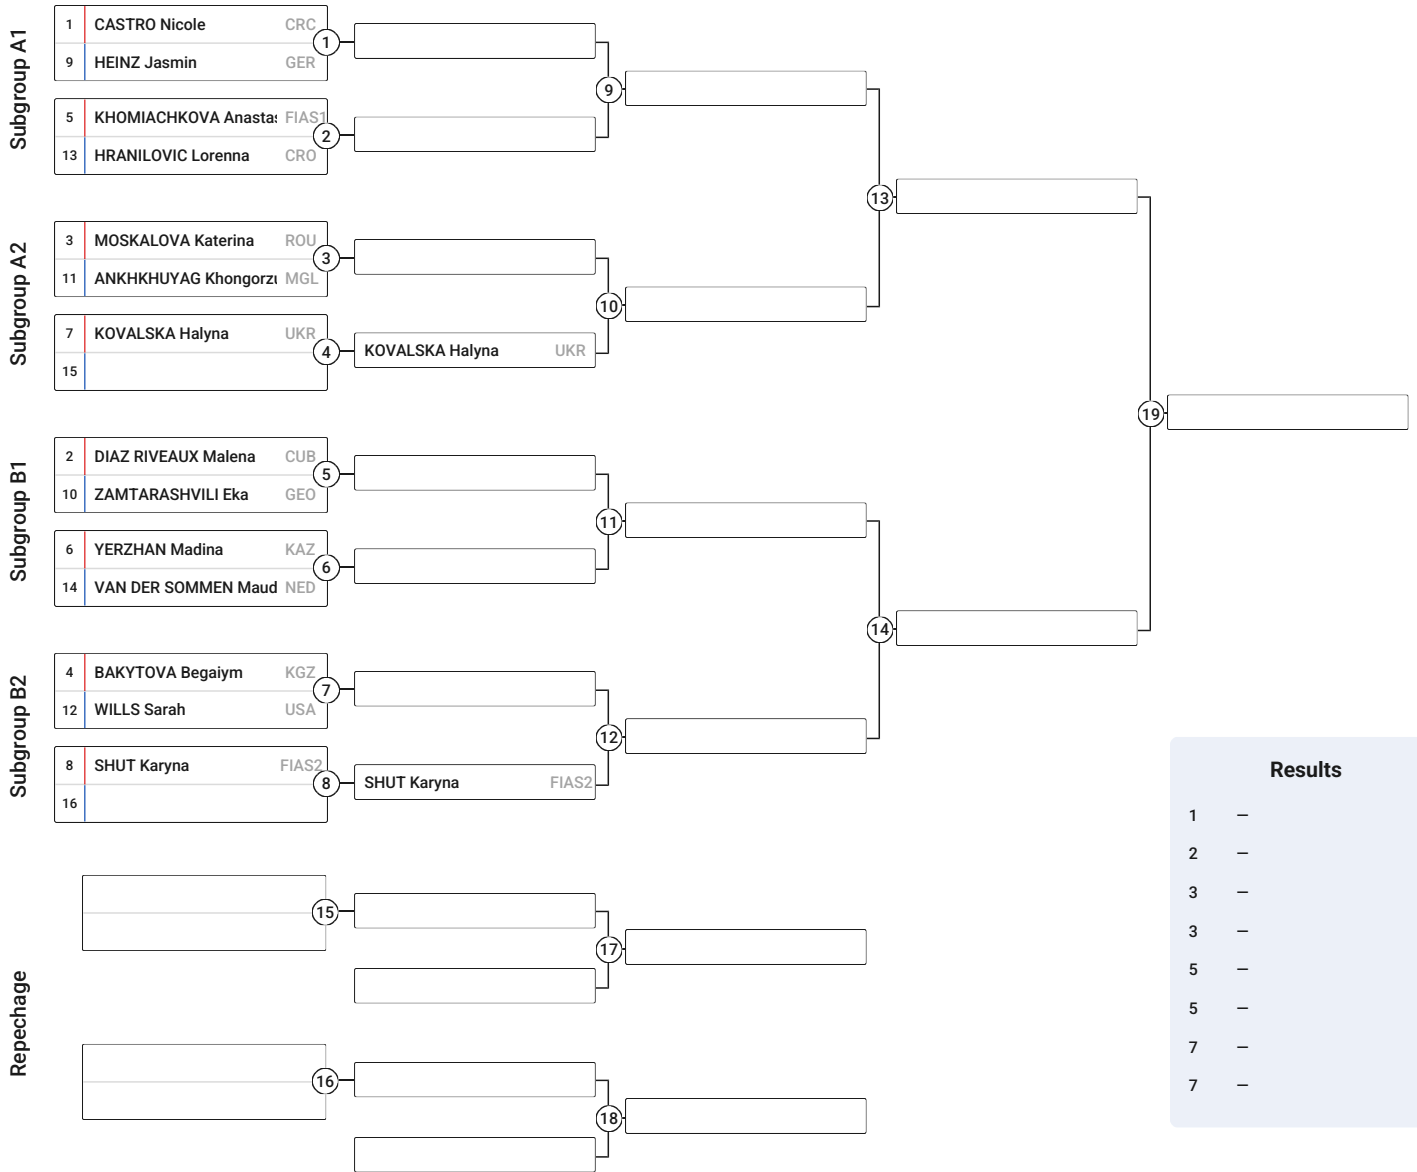 Subgroup A1
1 CASTRO Nicole CRC
9 HEINZ Jasmin GER
1
5 KHOMIACHKOVA Anastas FIAS1
13 HRANILOVIC Lorenna CRO
2
9
Subgroup A2
3 MOSKALOVA Katerina ROU
11 ANKHKHUYAG Khongorzu MGL
3
7 KOVALSKA Halyna UKR
15
4
KOVALSKA Halyna UKR
10
13
Subgroup B1
2 DIAZ RIVEAUX Malena CUB
10 ZAMTARASHVILI Eka GEO
5
6 YERZHAN Madina KAZ
14 VAN DER SOMMEN Maud NED
6
11
Subgroup B2
4 BAKYTOVA Begaiym KGZ
12 WILLS Sarah USA
7
8 SHUT Karyna FIAS2
16
8
SHUT Karyna FIAS2
12
14
19
Repechage
15
17
16
18
Results
1 –
2 –
3 –
3 –
5 –
5 –
7 –
7 –